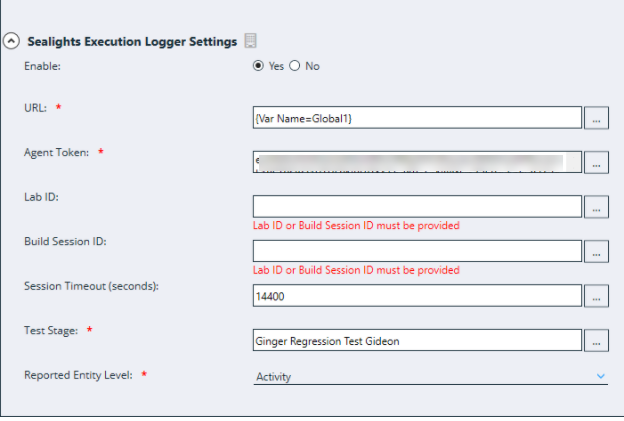 Sealights Execution Logger Settings
Enable:
Yes No
URL: *
{Var Name=Global1}
...
Agent Token: *
...
Lab ID:
...
Lab ID or Build Session ID must be provided
Build Session ID:
...
Lab ID or Build Session ID must be provided
Session Timeout (seconds):
14400
...
Test Stage: *
Ginger Regression Test Gideon
...
Reported Entity Level: *
Activity